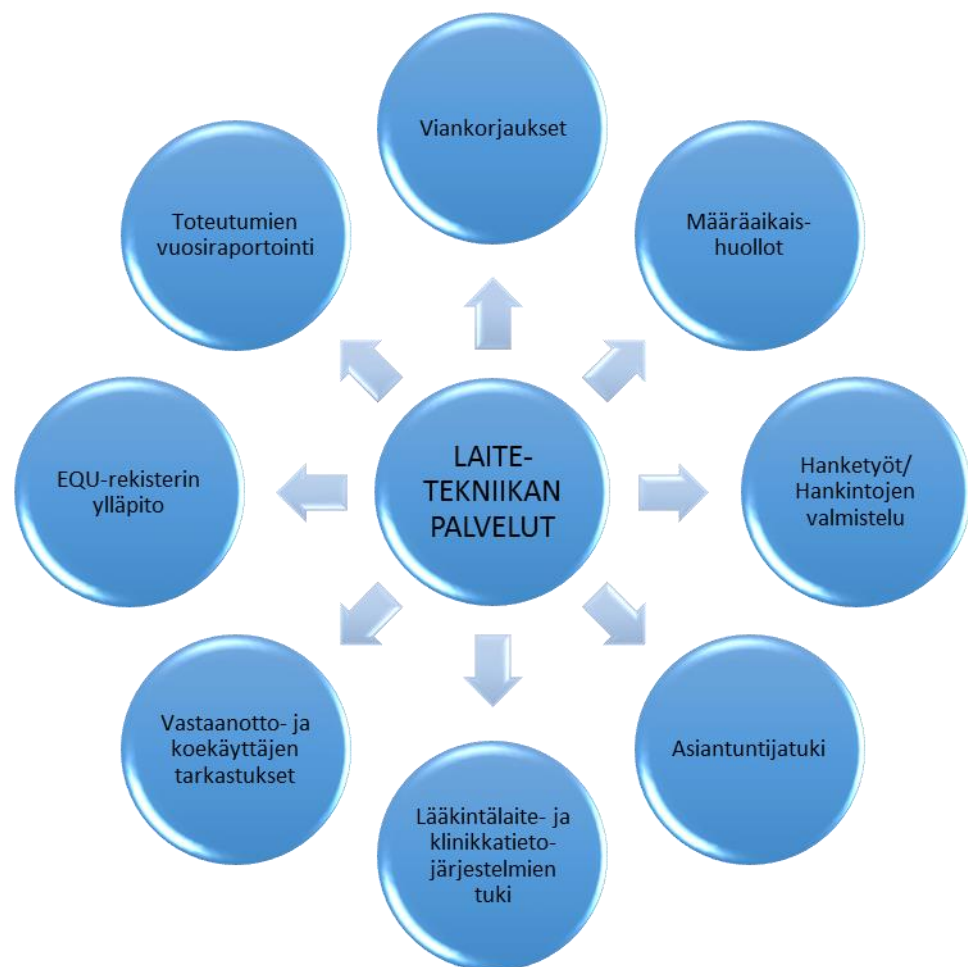 Viankorjaukset
Määräaikais-
huollot
Hanketyöt/
Hankintojen
valmistelu
Asiantuntijatuki
Lääkintälaite- ja
klinikkatieto-
järjestelmien
tuki
Vastaanotto- ja
koekäyttäjen
tarkastukset
EQU-rekisterin
ylläpito
Toteutumien
vuosiraportointi
LAITE-
TEKNIIKAN
PALVELUT